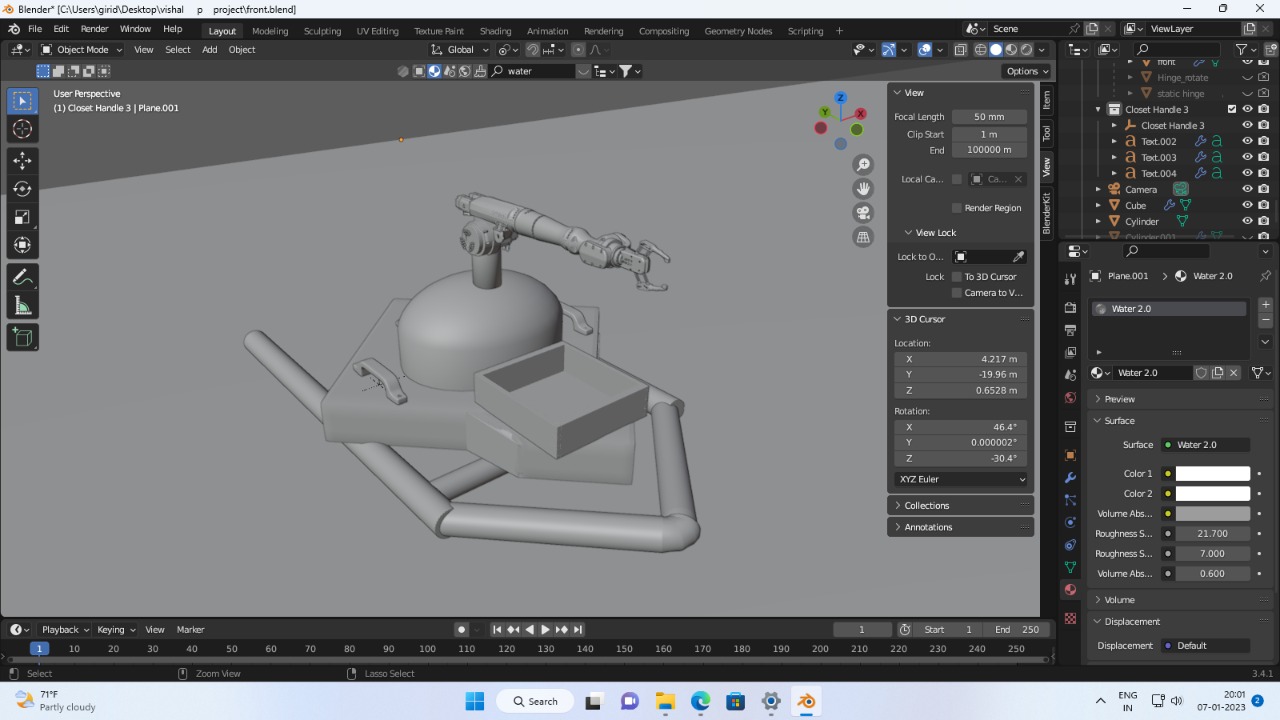 Blender* [C:\Users\girid\Desktop\vishal p project\front.blend]
File Edit Render Window Help Layout Modeling Sculpting UV Editing Texture Paint Shading Animation Rendering Compositing Geometry Nodes Scripting + Scene ViewLayer
Object Mode View Select Add Object Global
water Options
User Perspective
(1) Closet Handle 3 | Plane.001
Z
Y
X
View
Focal Length 50 mm
Clip Start 1 m
End 100000 m
Local Ca... Ca...
Render Region
View Lock
Lock to O...
Lock To 3D Cursor
Camera to V...
3D Cursor
Location:
X 4.217 m
Y -19.96 m
Z 0.6528 m
Rotation:
X 46.4°
Y 0.000002°
Z -30.4°
XYZ Euler
Collections
Annotations
Item
Tool
View
BlenderKit
front
Hinge_rotate
static hinge
Closet Handle 3
Closet Handle 3
Text.002
Text.003
Text.004
Camera
Cube
Cylinder
Cylinder.001
Plane.001 > Water 2.0
Water 2.0
Water 2.0
Preview
Surface
Surface Water 2.0
Color 1
Color 2
Volume Abs...
Roughness S... 21.700
Roughness S... 7.000
Volume Abs... 0.600
Volume
Displacement
Displacement Default
Playback Keying View Marker 1 Start 1 End 250
1 10 20 30 40 50 60 70 80 90 100 110 120 130 140 150 160 170 180 190 200 210 220 230 240 250
Select Zoom View Lasso Select 3.4.1
71°F
Partly cloudy
Search
ENG
IN
20:01
07-01-2023
2